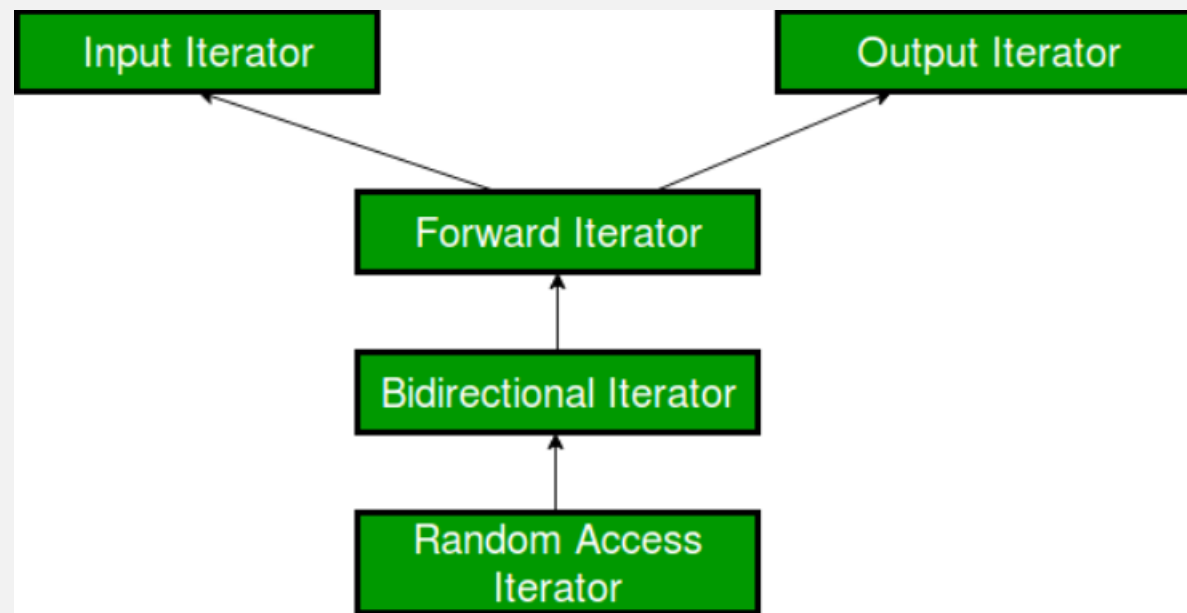 Input Iterator
Output Iterator
Forward Iterator
Bidirectional Iterator
Random Access
Iterator